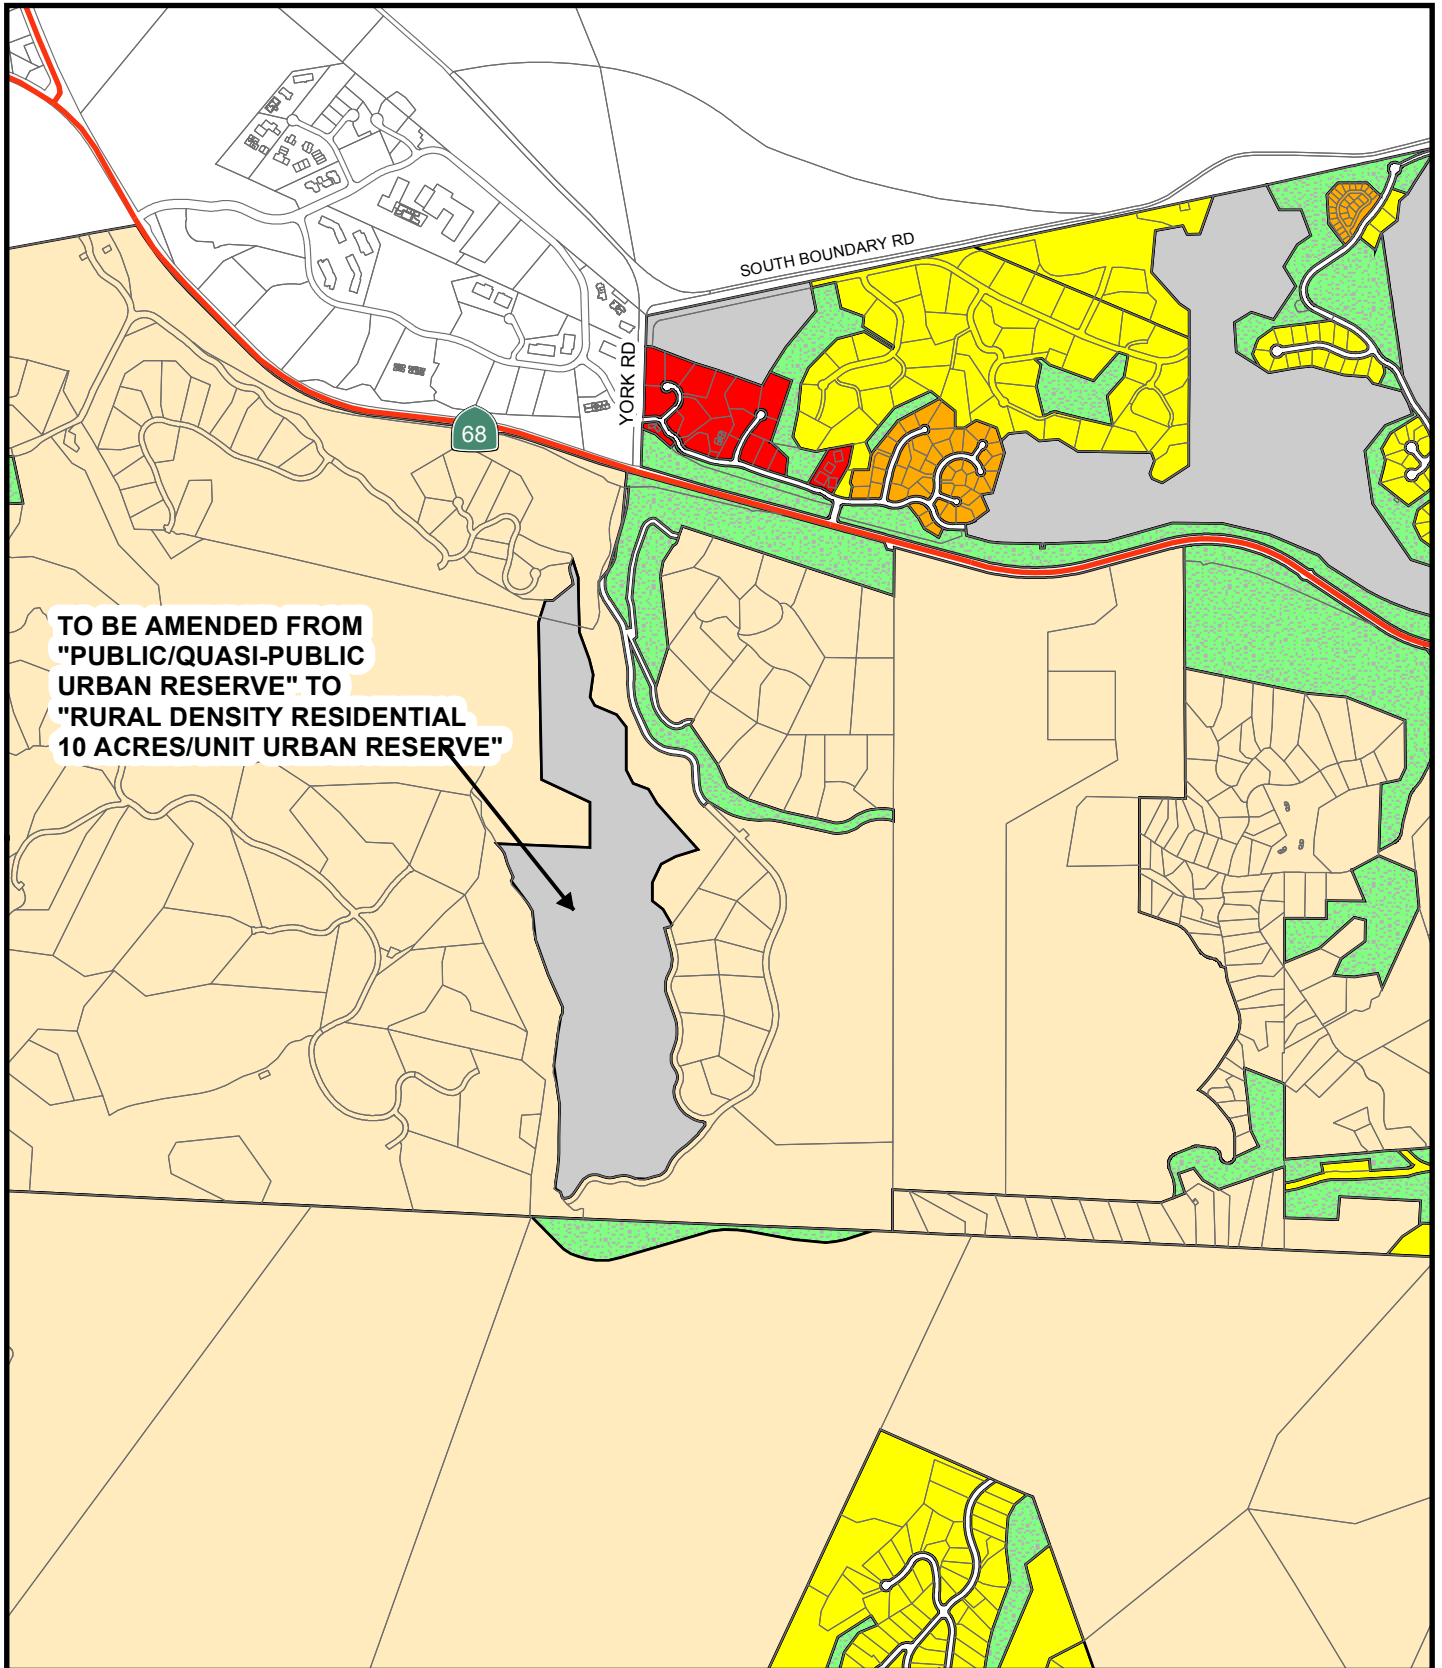 SOUTH BOUNDARY RD
YORK RD
68
TO BE AMENDED FROM
"PUBLIC/QUASI-PUBLIC
URBAN RESERVE" TO
"RURAL DENSITY RESIDENTIAL
10 ACRES/UNIT URBAN RESERVE"